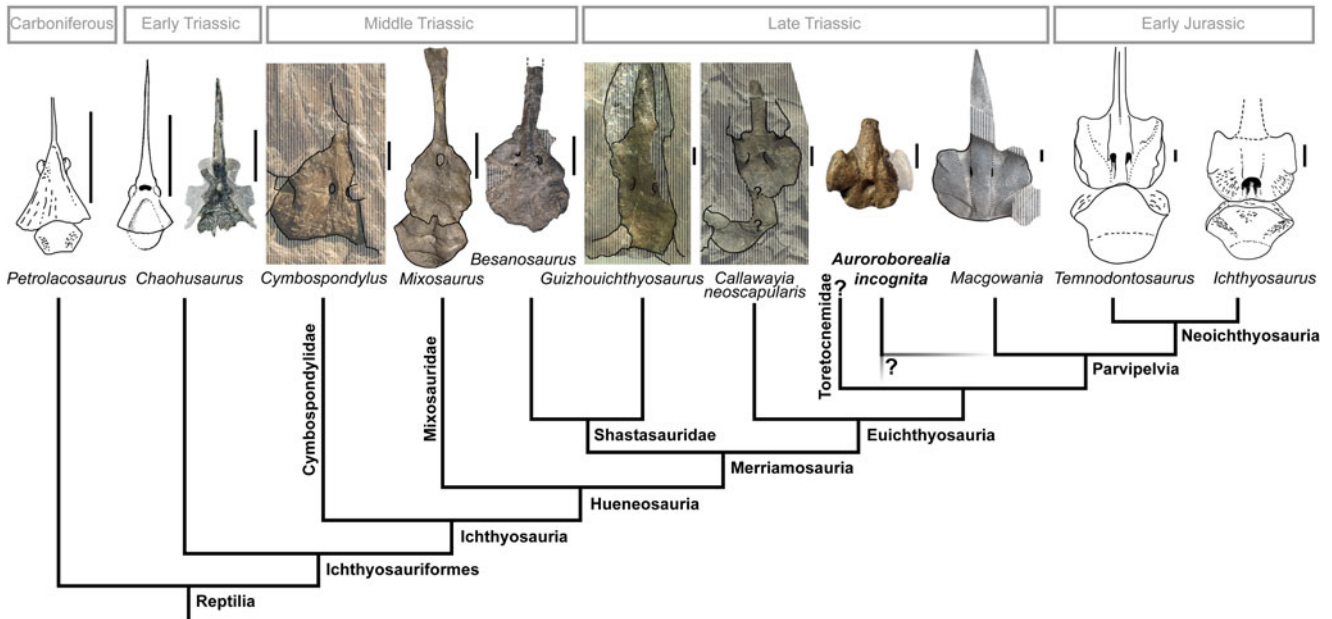 Carboniferous
Early Triassic
Middle Triassic
Late Triassic
Early Jurassic
?
?
Petrolacosaurus
Chaohusaurus
Cymbospondylus
Mixosaurus
Besanosaurus
Guizhouichthyosaurus
Callawayia
neoscapularis
Auroroborealia
incognita
Macgowania
Temnodontosaurus
Ichthyosaurus
Cymbospondylidae
Mixosauridae
Toretocnemidae
?
?
Neoichthyosauria
Parvipelvia
Shastasauridae
Euichthyosauria
Merriamosauria
Hueneosauria
Ichthyosauria
Ichthyosauriformes
Reptilia